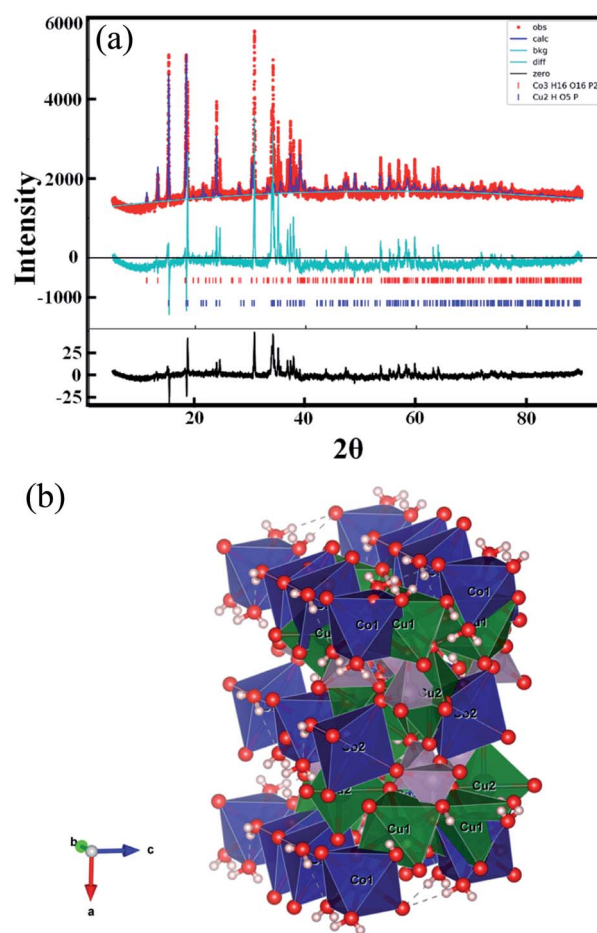 (a)
6000
4000
2000
0
-1000
25
0
-25
Intensity
obs
calc
bkg
diff
zero
Co3 H16 O16 P2
Cu2 H O5 P
20
40
60
80
2θ
(b)
Co1
Co1
Cu1
Cu1
Cu2
Co2
Cu2
Cu2
Cu1
Cu1
Co1
b
c
a